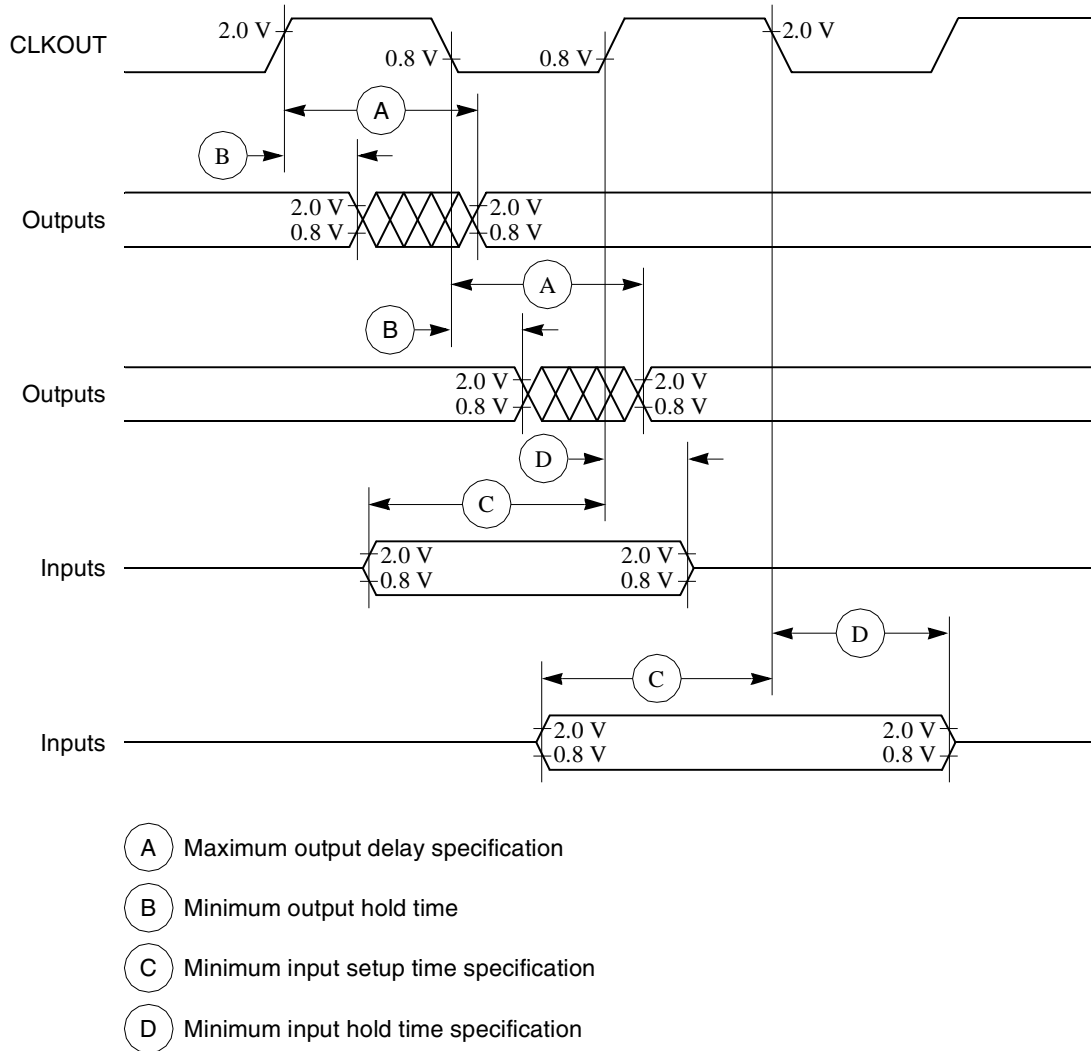 CLKOUT
2.0 V
0.8 V
0.8 V
2.0 V
A
B
Outputs
2.0 V
0.8 V
2.0 V
0.8 V
A
B
Outputs
2.0 V
0.8 V
2.0 V
0.8 V
D
C
Inputs
2.0 V
0.8 V
2.0 V
0.8 V
D
C
Inputs
2.0 V
0.8 V
2.0 V
0.8 V
A Maximum output delay specification
B Minimum output hold time
C Minimum input setup time specification
D Minimum input hold time specification